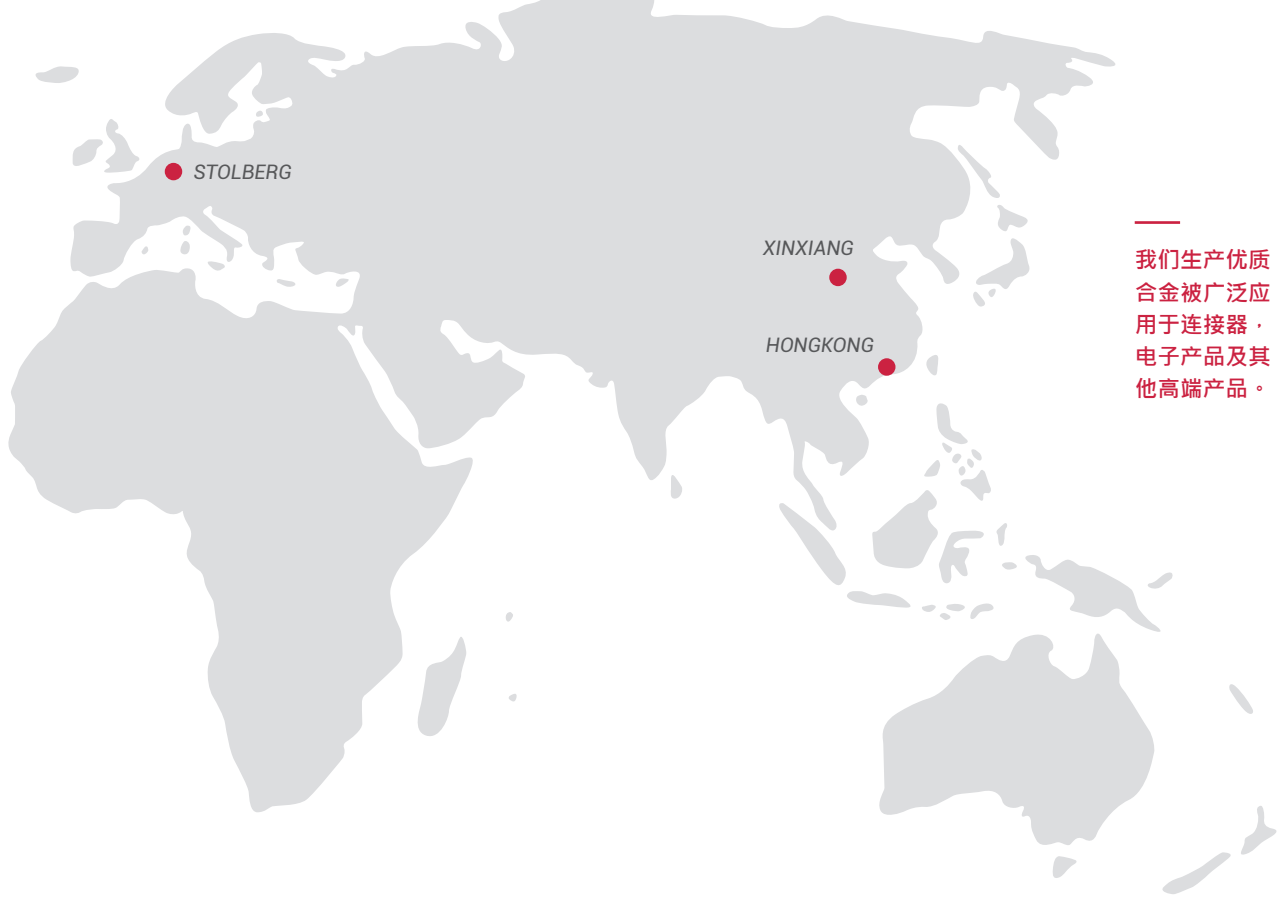 STOLBERG
XINXIANG
HONGKONG
我们生产优质
合金被广泛应
用于连接器，
电子产品及其
他高端产品。